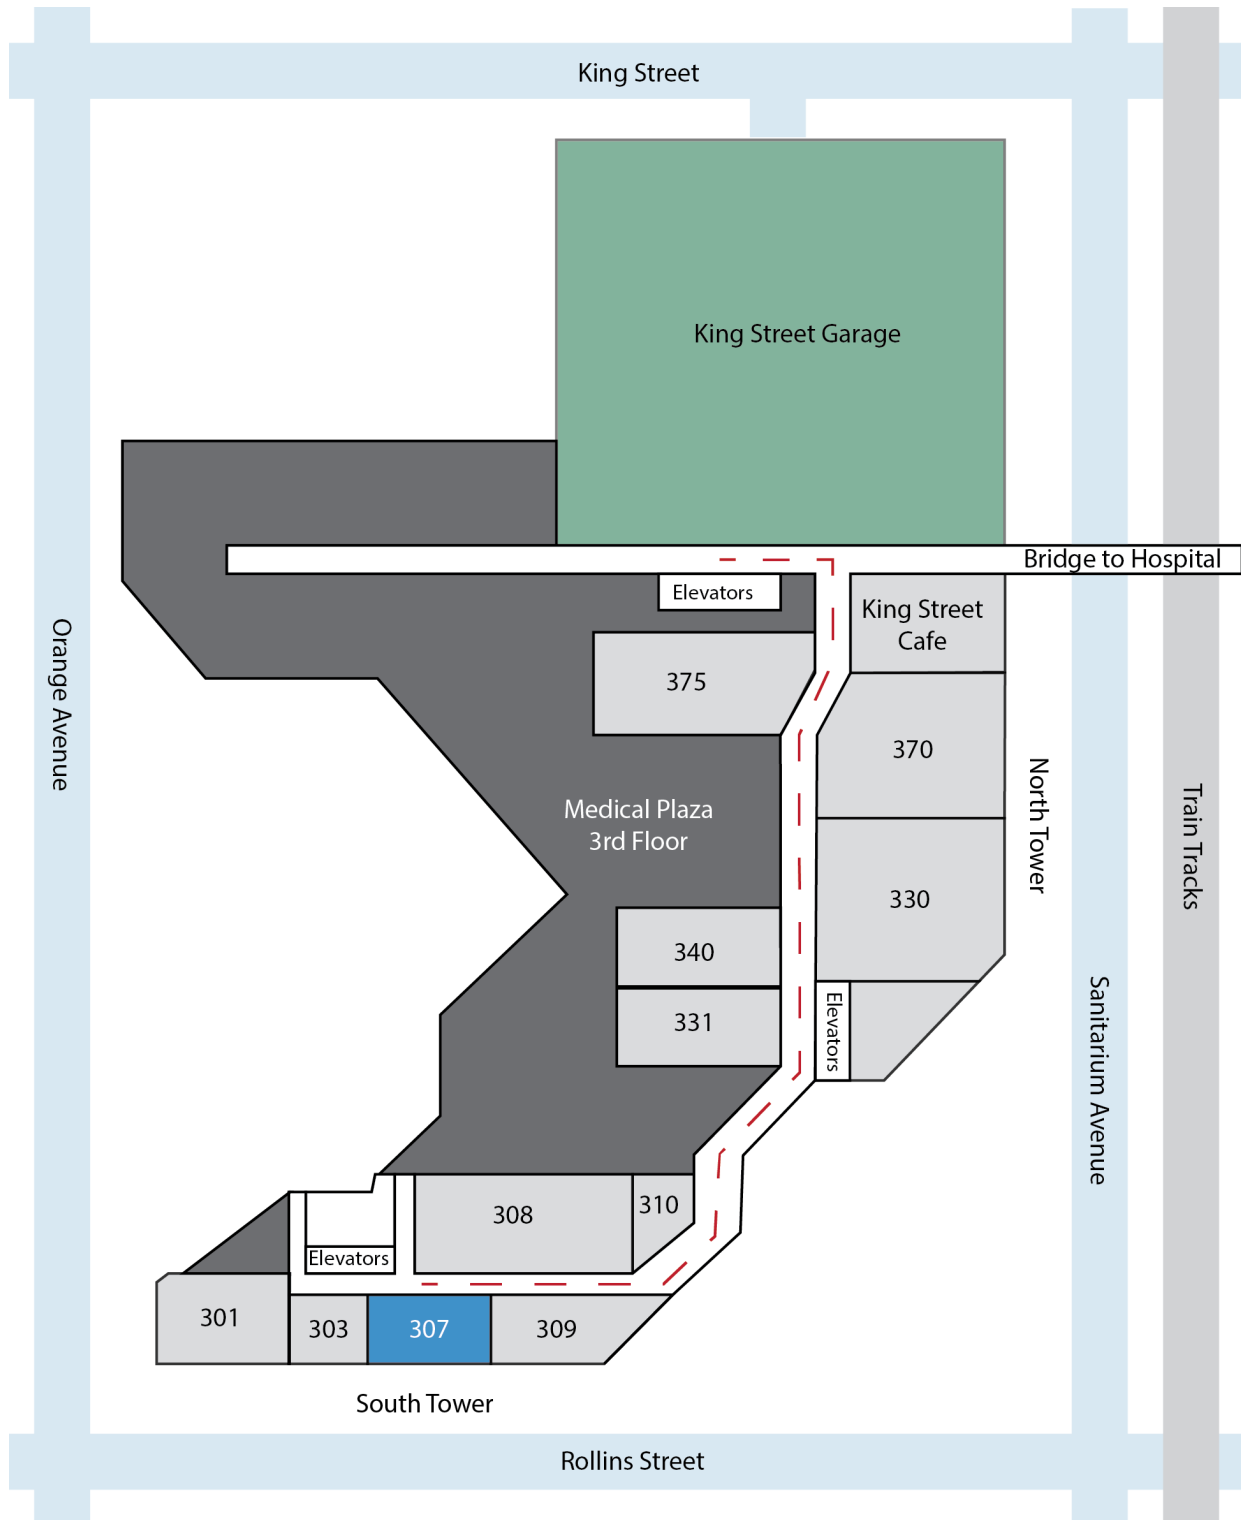 King Street
King Street Garage
Bridge to Hospital
Elevators
King Street
Cafe
Orange Avenue
375
370
North Tower
Train Tracks
Medical Plaza
3rd Floor
330
340
331
Elevators
Sanitarium Avenue
308
310
Elevators
301
303
307
309
South Tower
Rollins Street